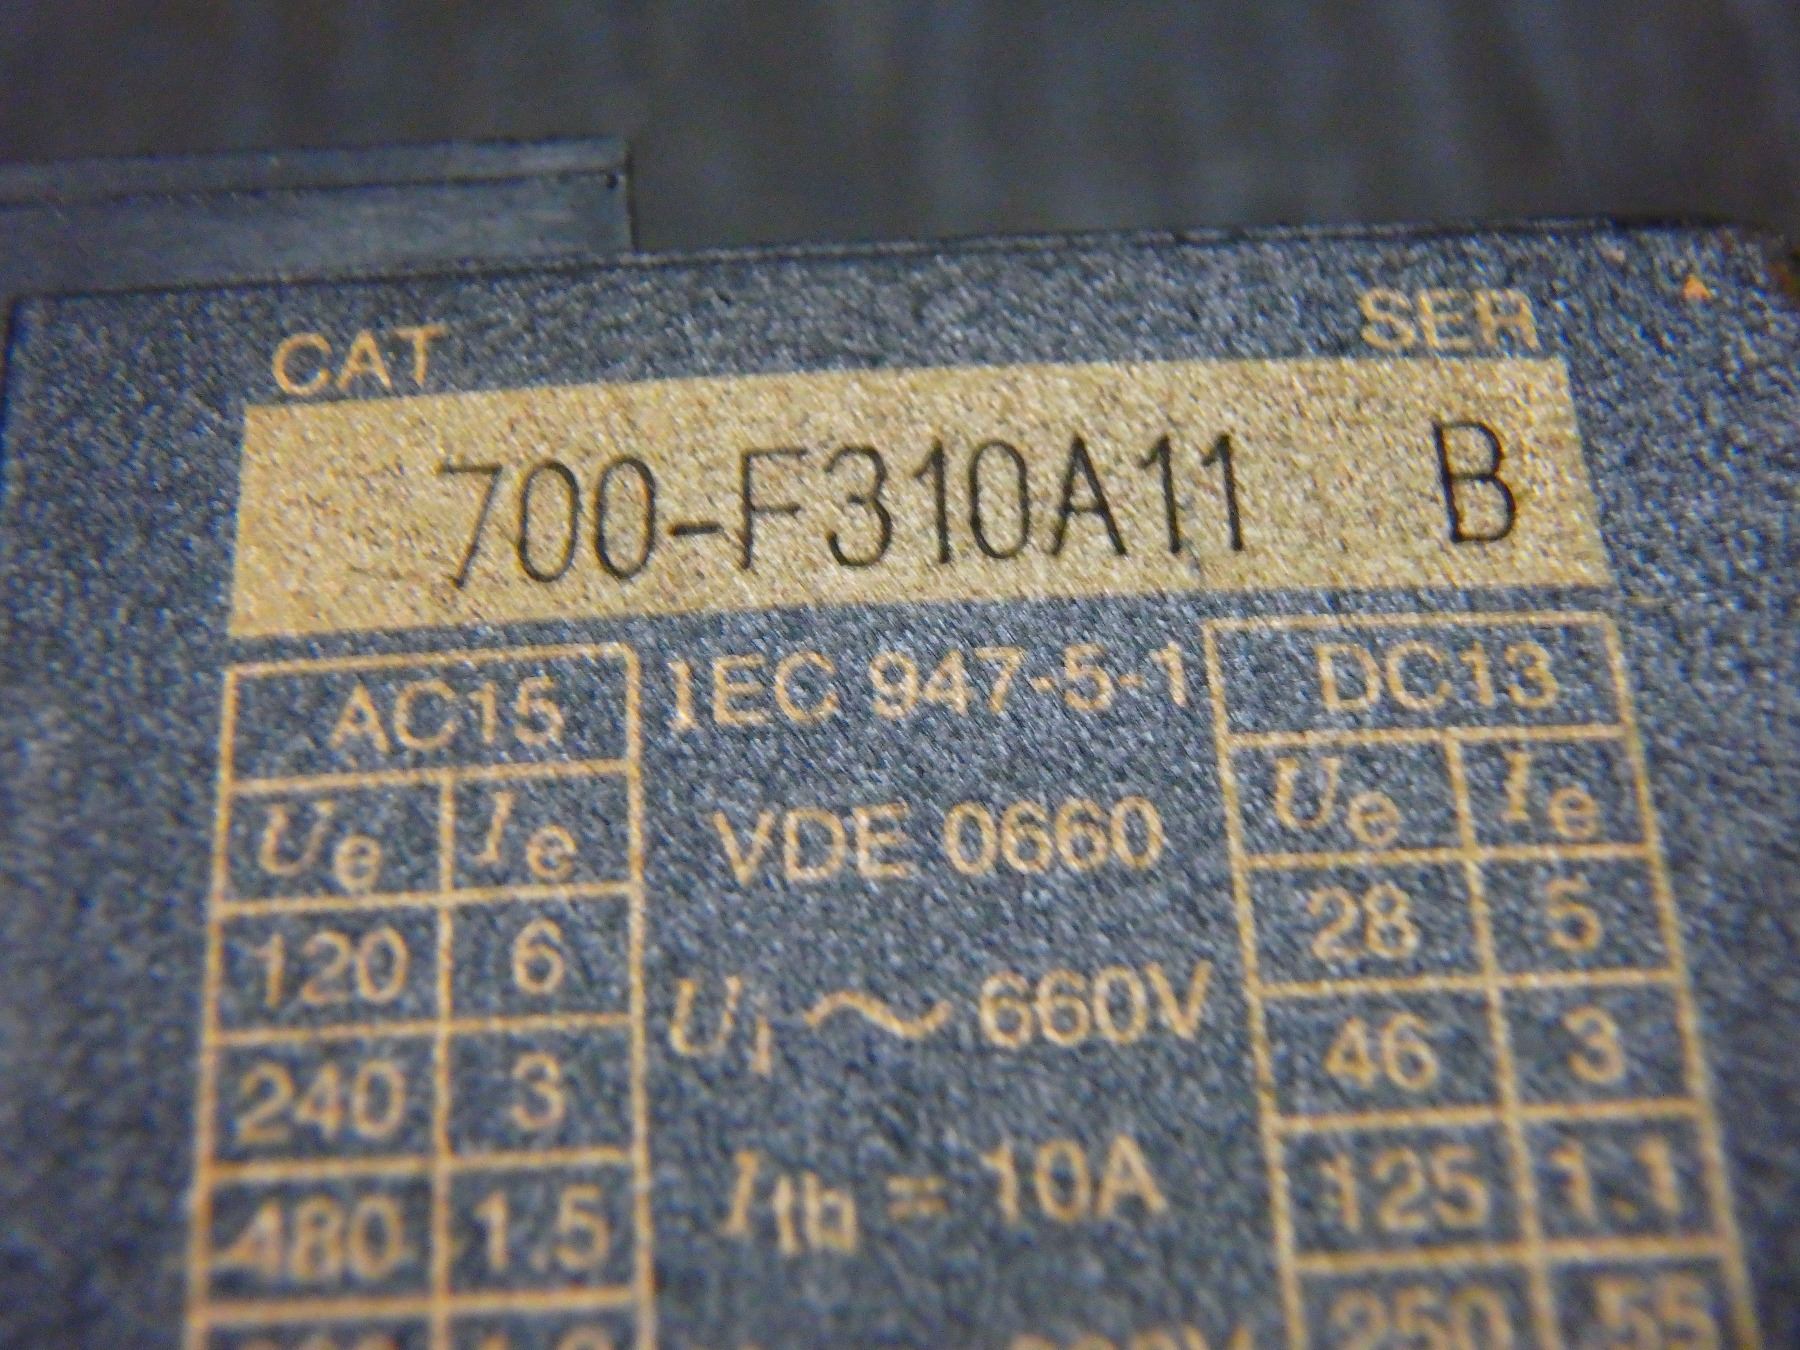 CAT SER
700-F310A11 B
AC15 IEC 947-5-1 DC13
Ue Ie VDE 0660 Ue Ie
120 6 28 5
Ui ~ 660V
240 3 46 3
Ith = 10A
480 1.5 125 1.1
250 .55